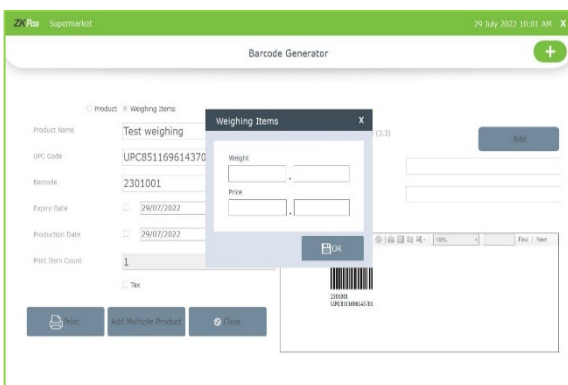 ZKPos Supermarket
29 July 2022 10:01 AM X
Barcode Generator
+
Product Weighing Items
Product Name Test weighing
UPC Code UPC851169614370
Barcode 2301001
Expiry Date 29/07/2022
Production Date 29/07/2022
Print Item Count 1
Tax
Print
Add Multiple Product
Clear
Weighing Items X
Weight
.
Price
.
OK
(3,3)
Add
100%
Find | Next
2301001